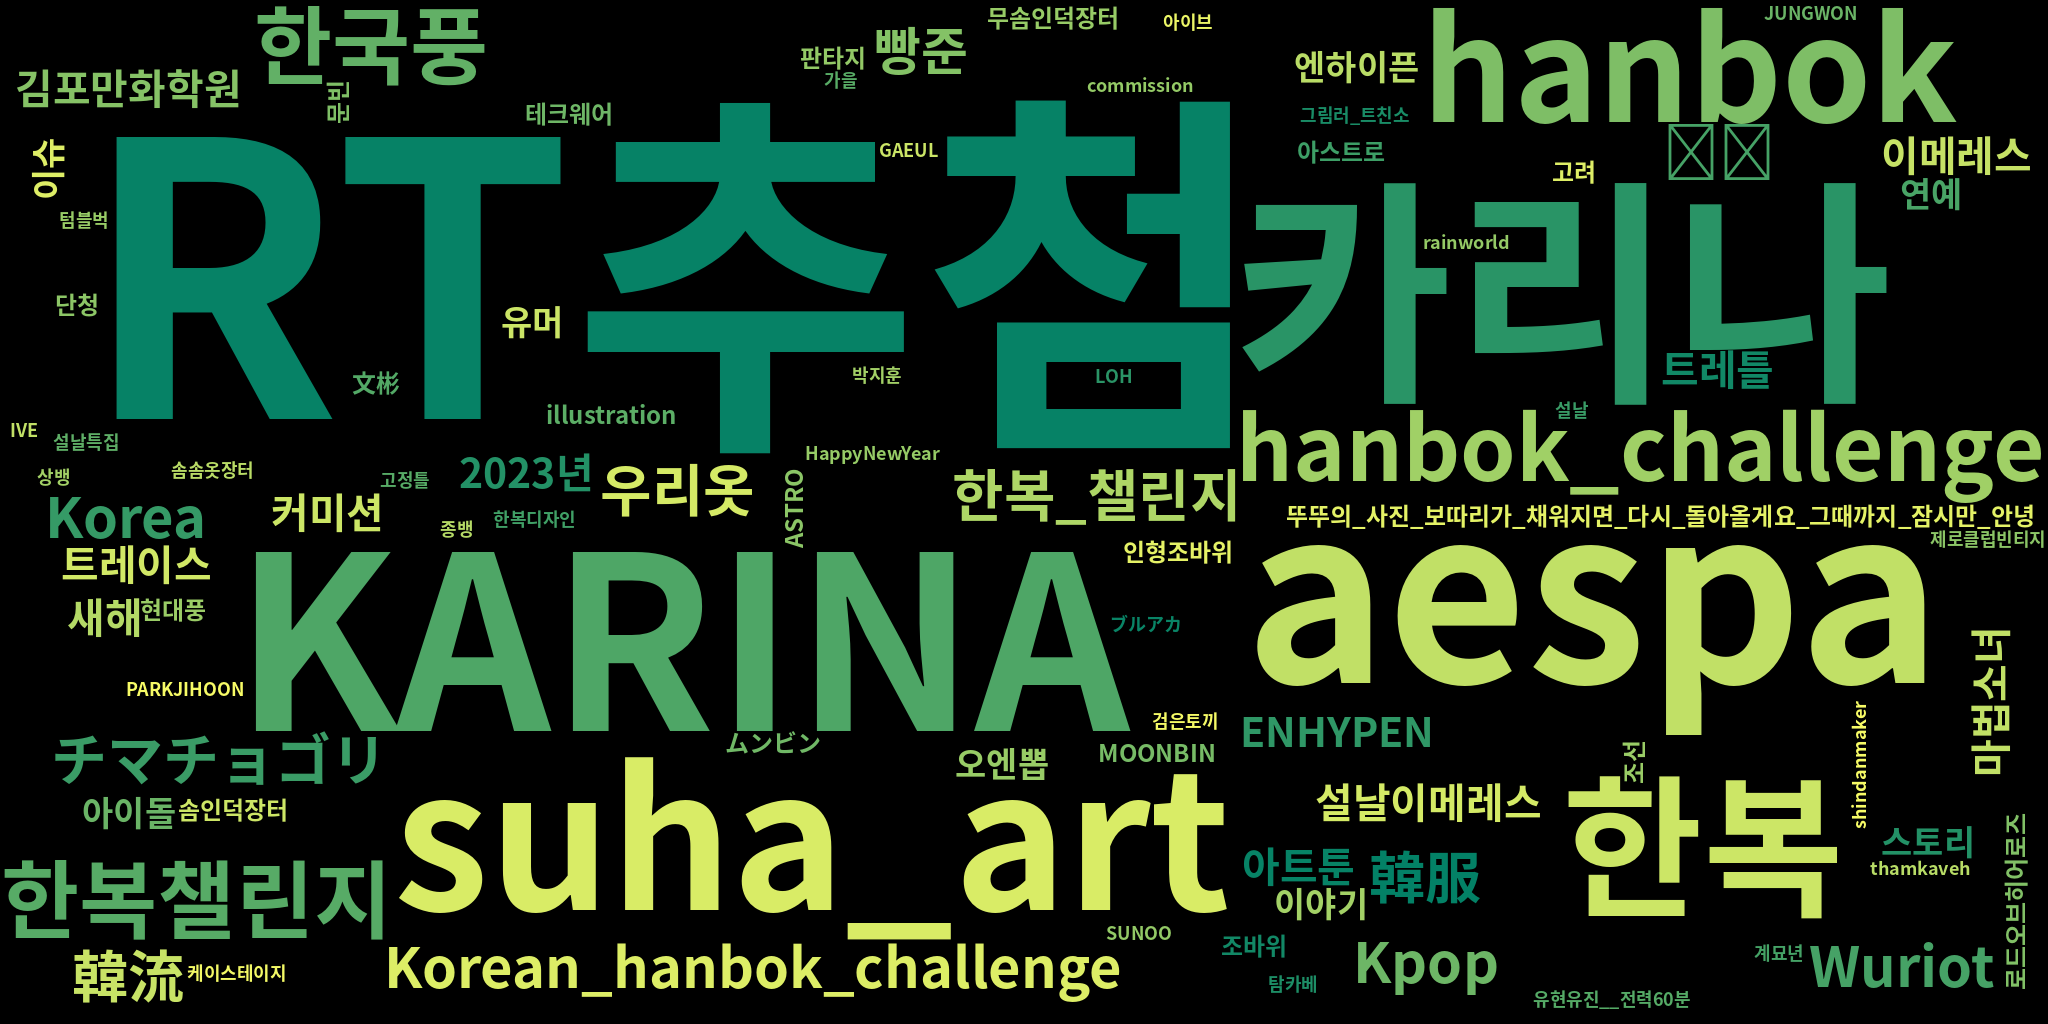 한국풍
무솜인덕장터
아이브
JUNGWON
hanbok
빵준
판타지
가을
commission
엔하이픈
김포만화학원
문빈
테크웨어
그림러_트친소
아스트로
이메레스
연예
고려
이슈
GAEUL
RT추첨
카리나
rainworld
텀블벅
단청
유머
文彬
박지훈
LOH
트레틀
illustration
설날
IVE
설날특집
HappyNewYear
hanbok_challenge
상뱅
솜솜옷장터
고정틀
2023년
우리옷
ASTRO
한복_챌린지
Korea
커미션
종뱅
한복디자인
뚜뚜의_사진_보따리가_채워지면_다시_돌아올게요_그때까지_잠시만_안녕
제로클럽빈티지
트레이스
인형조바위
새해
현대풍
KARINA
ブルアカ
aespa
마법소녀
PARKJIHOON
검은토끼
ENHYPEN
shindanmaker
チマチョゴリ
ムンビン
오엔뽑
MOONBIN
조선
아이돌
솜인덕장터
suha_art
설날이메레스
한복
스토리
thamkaveh
로드오브히어로즈
한복챌린지
아트툰
韓服
이야기
SUNOO
조바위
韓流
케이스테이지
Korean_hanbok_challenge
탐카베
Kpop
계묘년
Wuriot
유현유진__전력60분